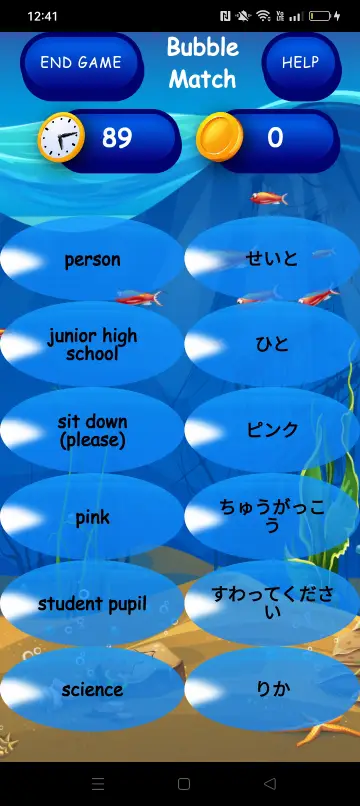 12:41
END GAME
Bubble
Match
HELP
89
0
person
せいと
junior high
school
ひと
sit down
(please)
ピンク
pink
ちゅうがっこ
う
student pupil
すわってくださ
い
science
りか